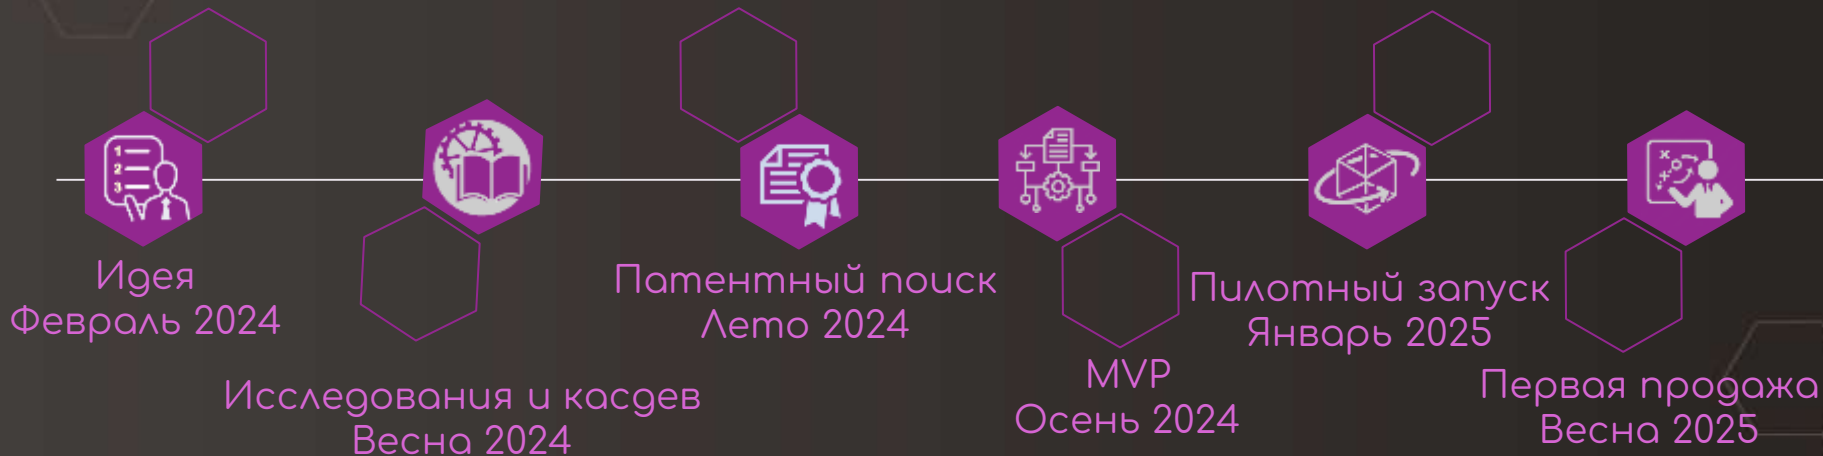 Идея
Февраль 2024
Исследования и касдев
Весна 2024
Патентный поиск
Лето 2024
MVP
Осень 2024
Пилотный запуск
Январь 2025
Первая продажа
Весна 2025